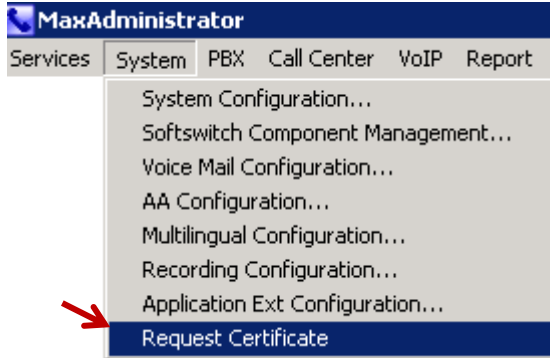 MaxAdministrator
Services System PBX Call Center VoIP Report
System Configuration...
Softswitch Component Management...
Voice Mail Configuration...
AA Configuration...
Multilingual Configuration...
Recording Configuration...
Application Ext Configuration...
Request Certificate